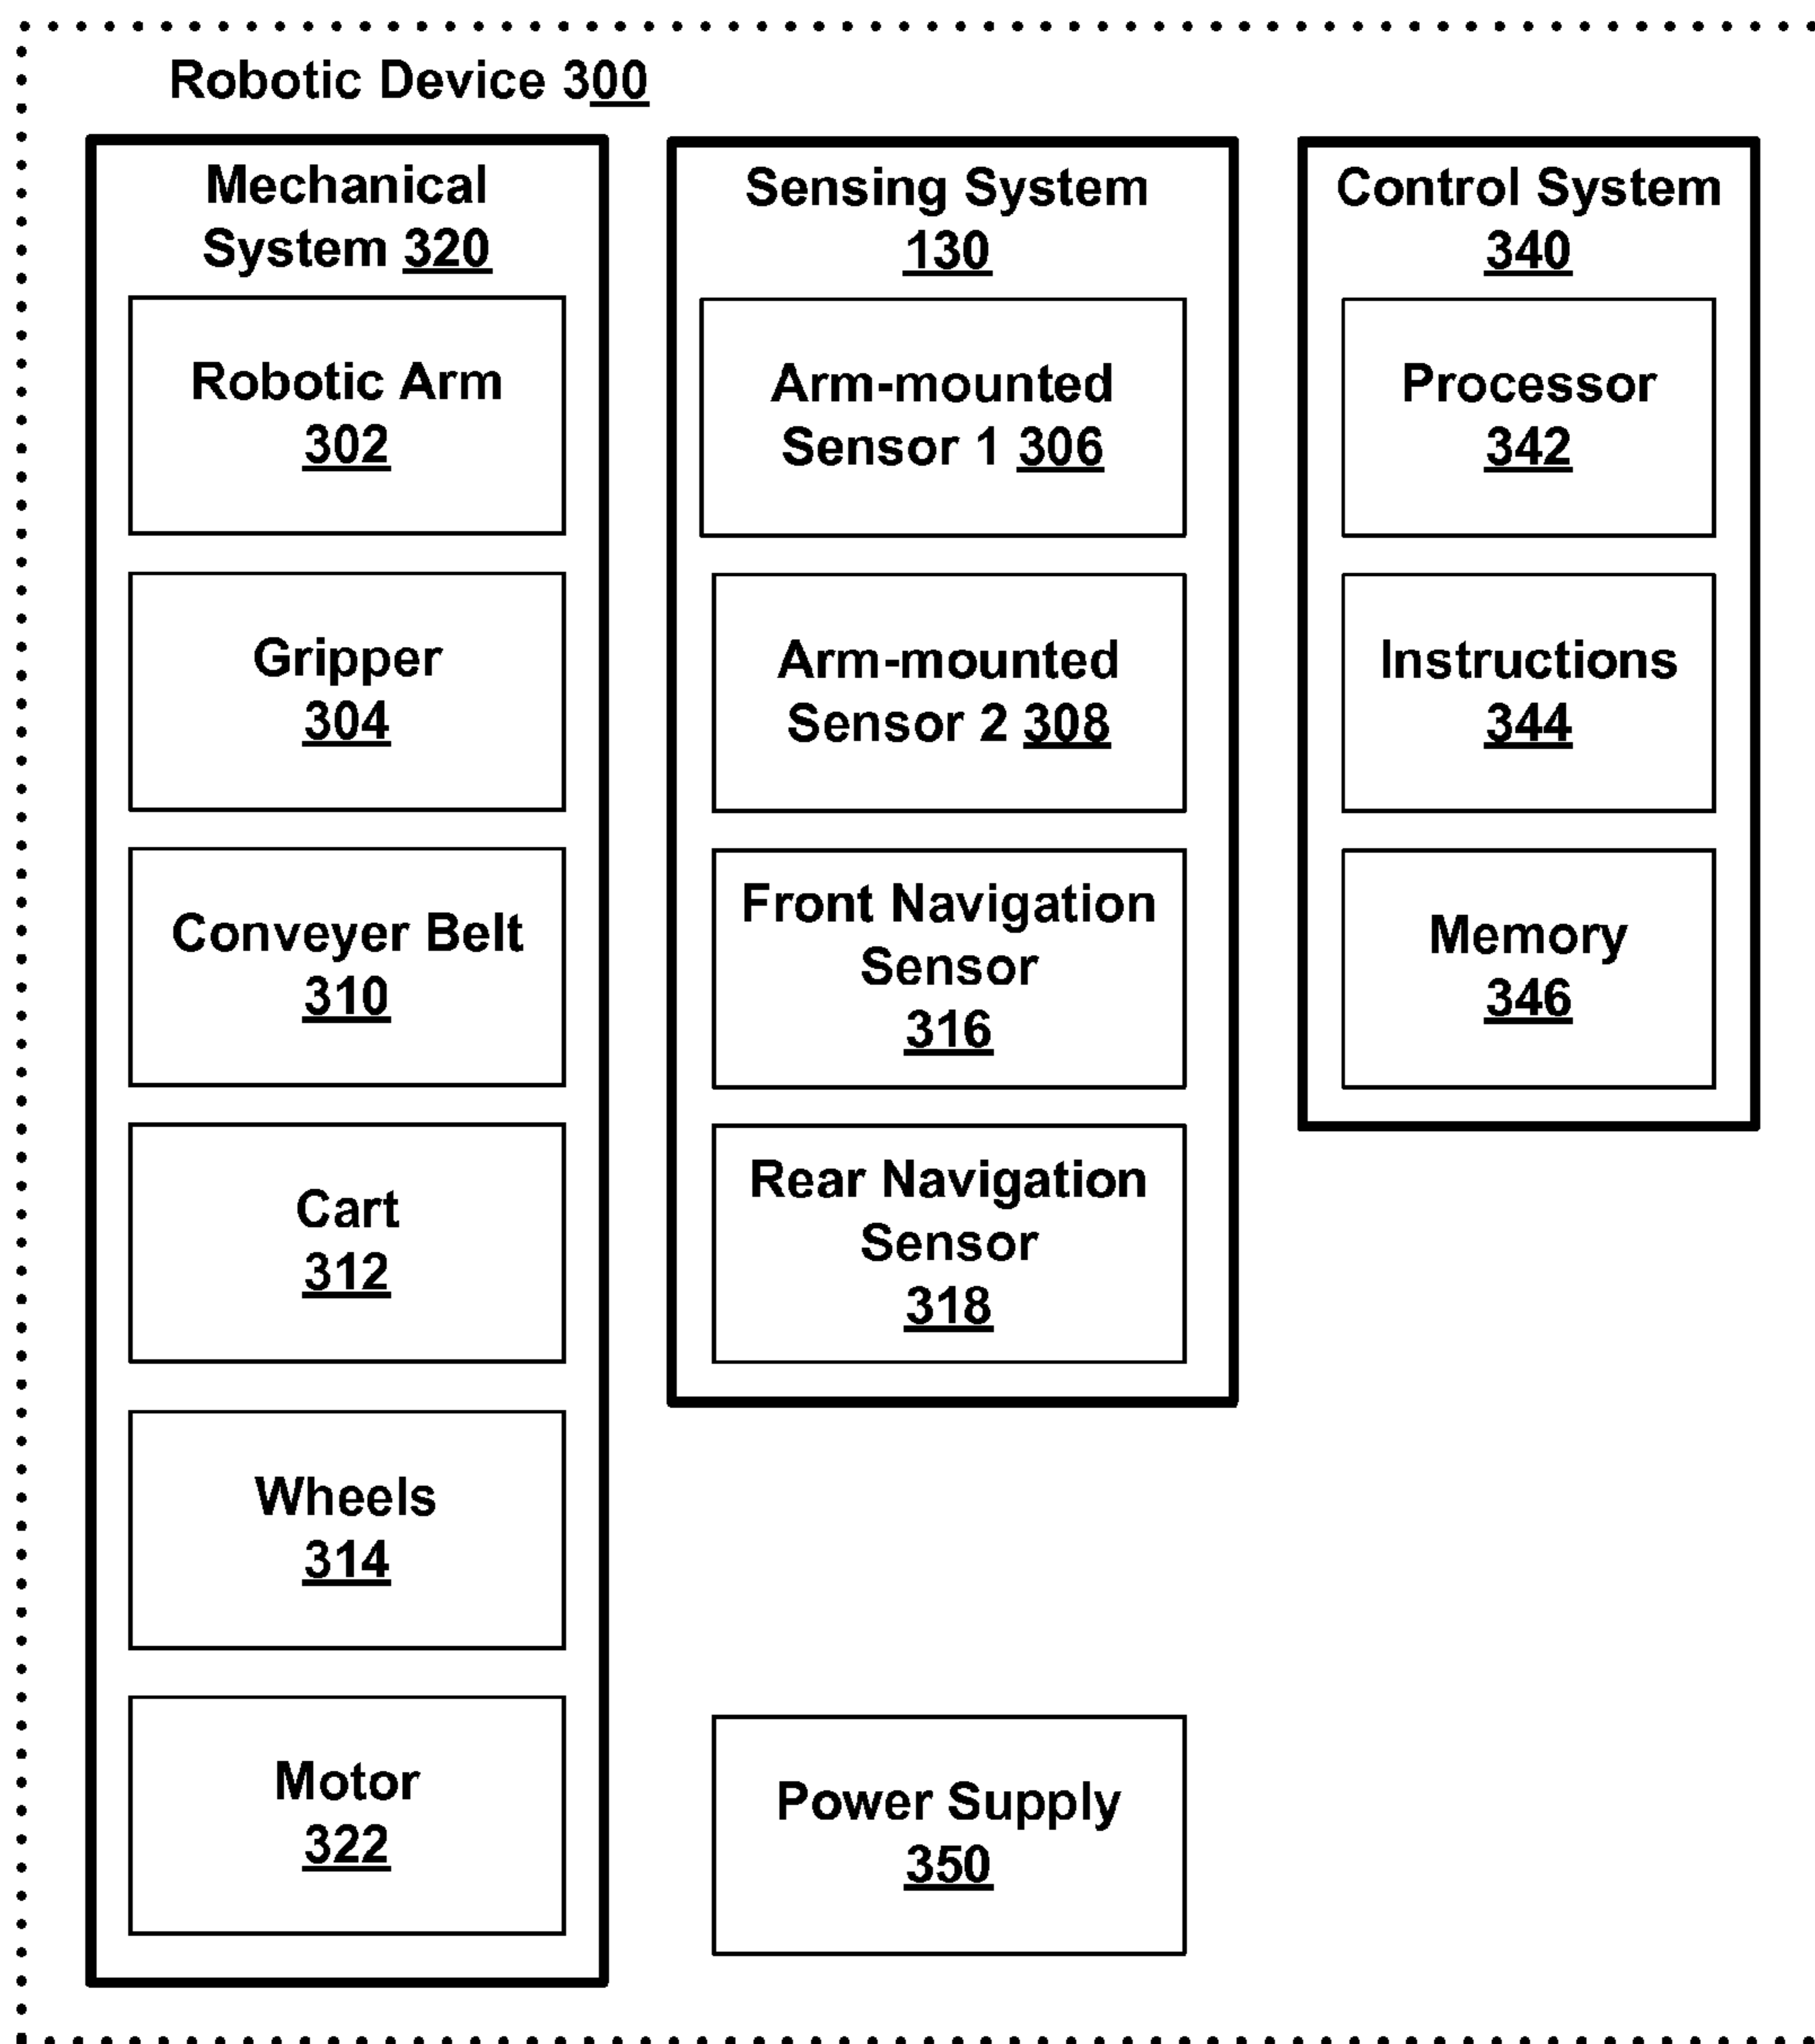 Robotic Device 300
Mechanical
System 320
Robotic Arm
302
Gripper
304
Conveyer Belt
310
Cart
312
Wheels
314
Motor
322
Sensing System
130
Arm-mounted
Sensor 1 306
Arm-mounted
Sensor 2 308
Front Navigation
Sensor
316
Rear Navigation
Sensor
318
Power Supply
350
Control System
340
Processor
342
Instructions
344
Memory
346